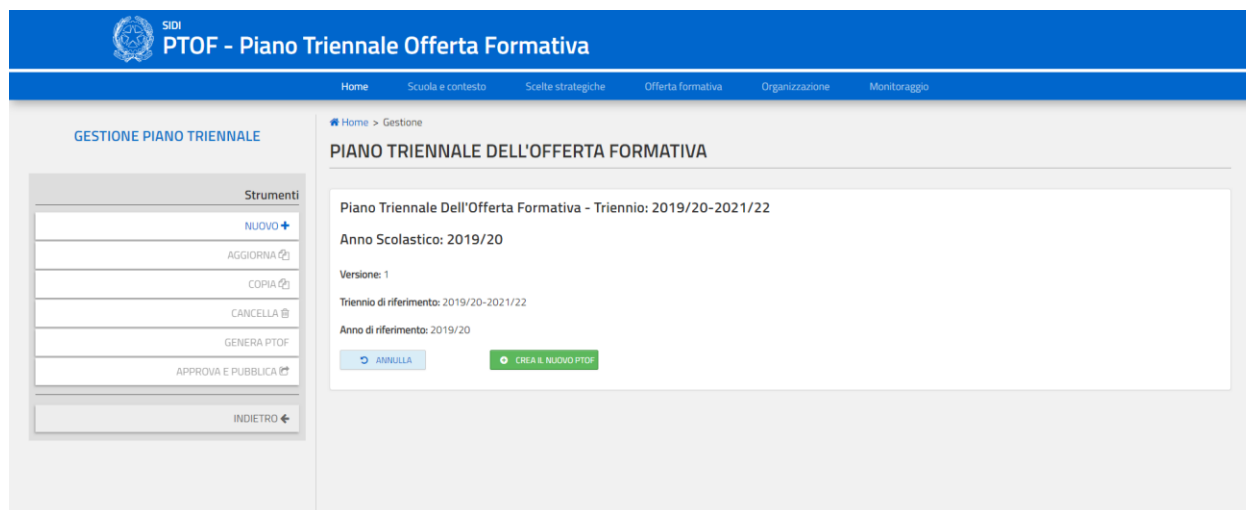 SIDI
PTOF - Piano Triennale Offerta Formativa
Home Scuola e contesto Scelte strategiche Offerta formativa Organizzazione Monitoraggio
GESTIONE PIANO TRIENNALE
Strumenti
NUOVO
AGGIORNA
COPIA
CANCELLA
GENERA PTOF
APPROVA E PUBBLICA
INDIETRO
Home > Gestione
PIANO TRIENNALE DELL'OFFERTA FORMATIVA
Piano Triennale Dell'Offerta Formativa - Triennio: 2019/20-2021/22
Anno Scolastico: 2019/20
Versione: 1
Triennio di riferimento: 2019/20-2021/22
Anno di riferimento: 2019/20
ANNULLA CREA IL NUOVO PTOF